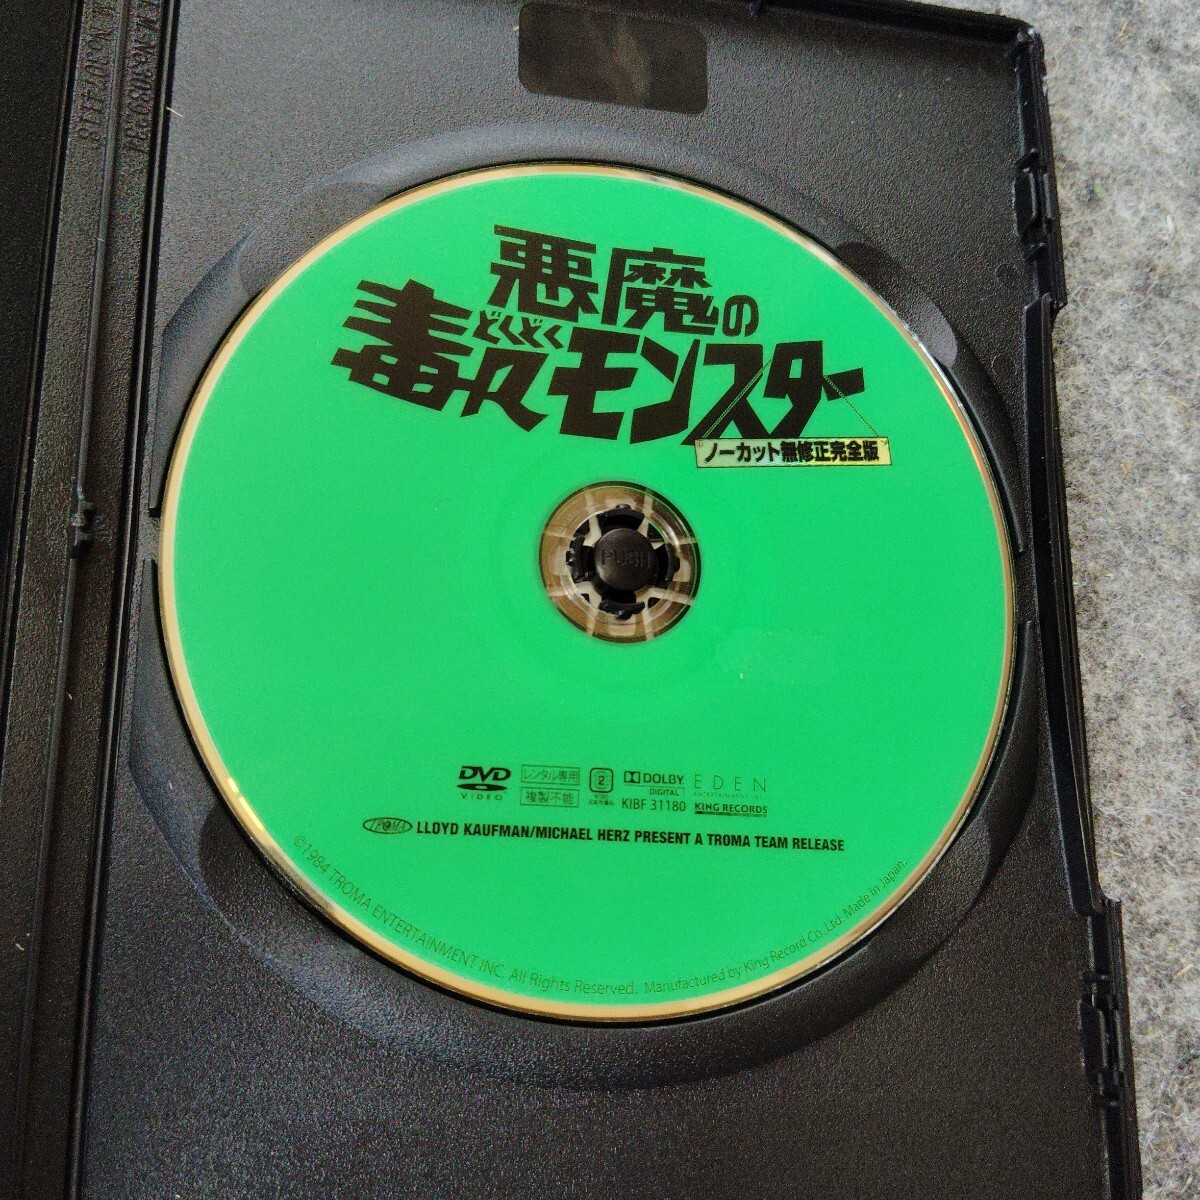 悪魔の
どくどく
毒々モンスター
ノーカット無修正完全版
PUSH
DVD
VIDEO
レンタル専用
複製不能
2
DOLBY
DIGITAL
KIBF 31180
EDEN
KING RECORDS
TROMA LLOYD KAUFMAN/MICHAEL HERZ PRESENT A TROMA TEAM RELEASE
©1984 TROMA ENTERTAINMENT INC. All Rights Reserved. Manufactured by King Record Co.,Ltd. Made in Japan.